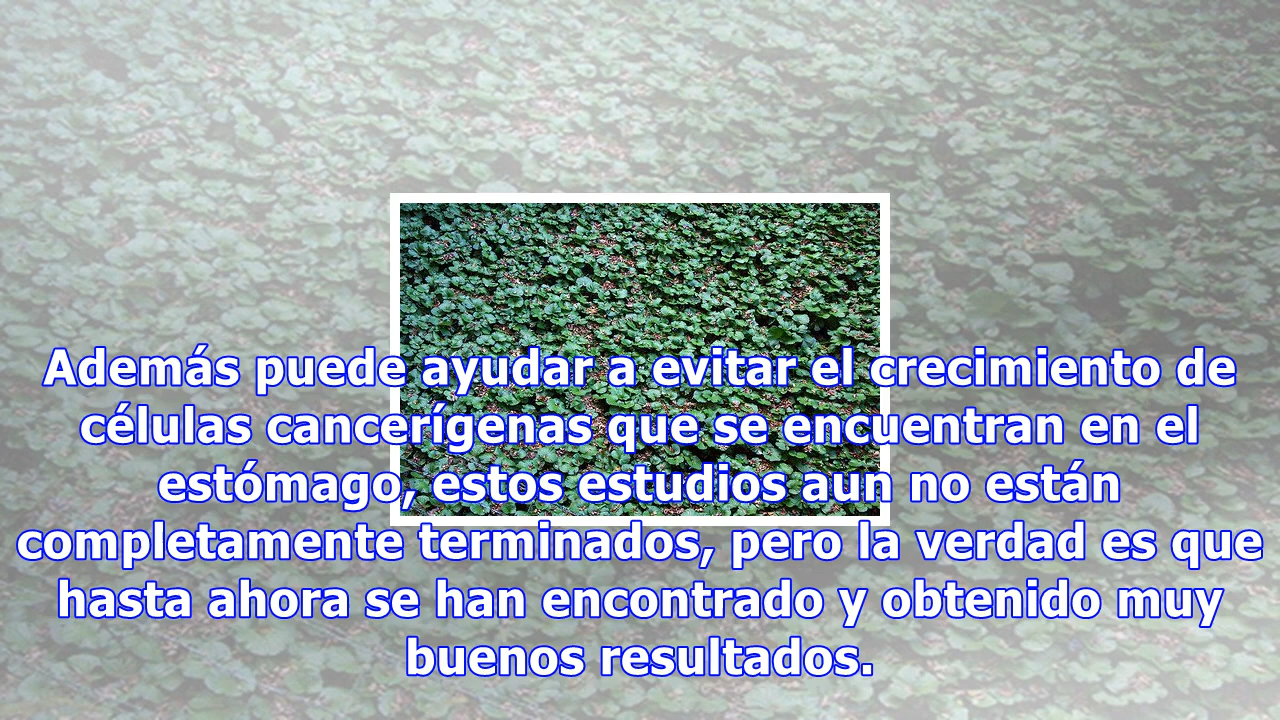 Además puede ayudar a evitar el crecimiento de
células cancerígenas que se encuentran en el
estómago, estos estudios aun no están
completamente terminados, pero la verdad es que
hasta ahora se han encontrado y obtenido muy
buenos resultados.